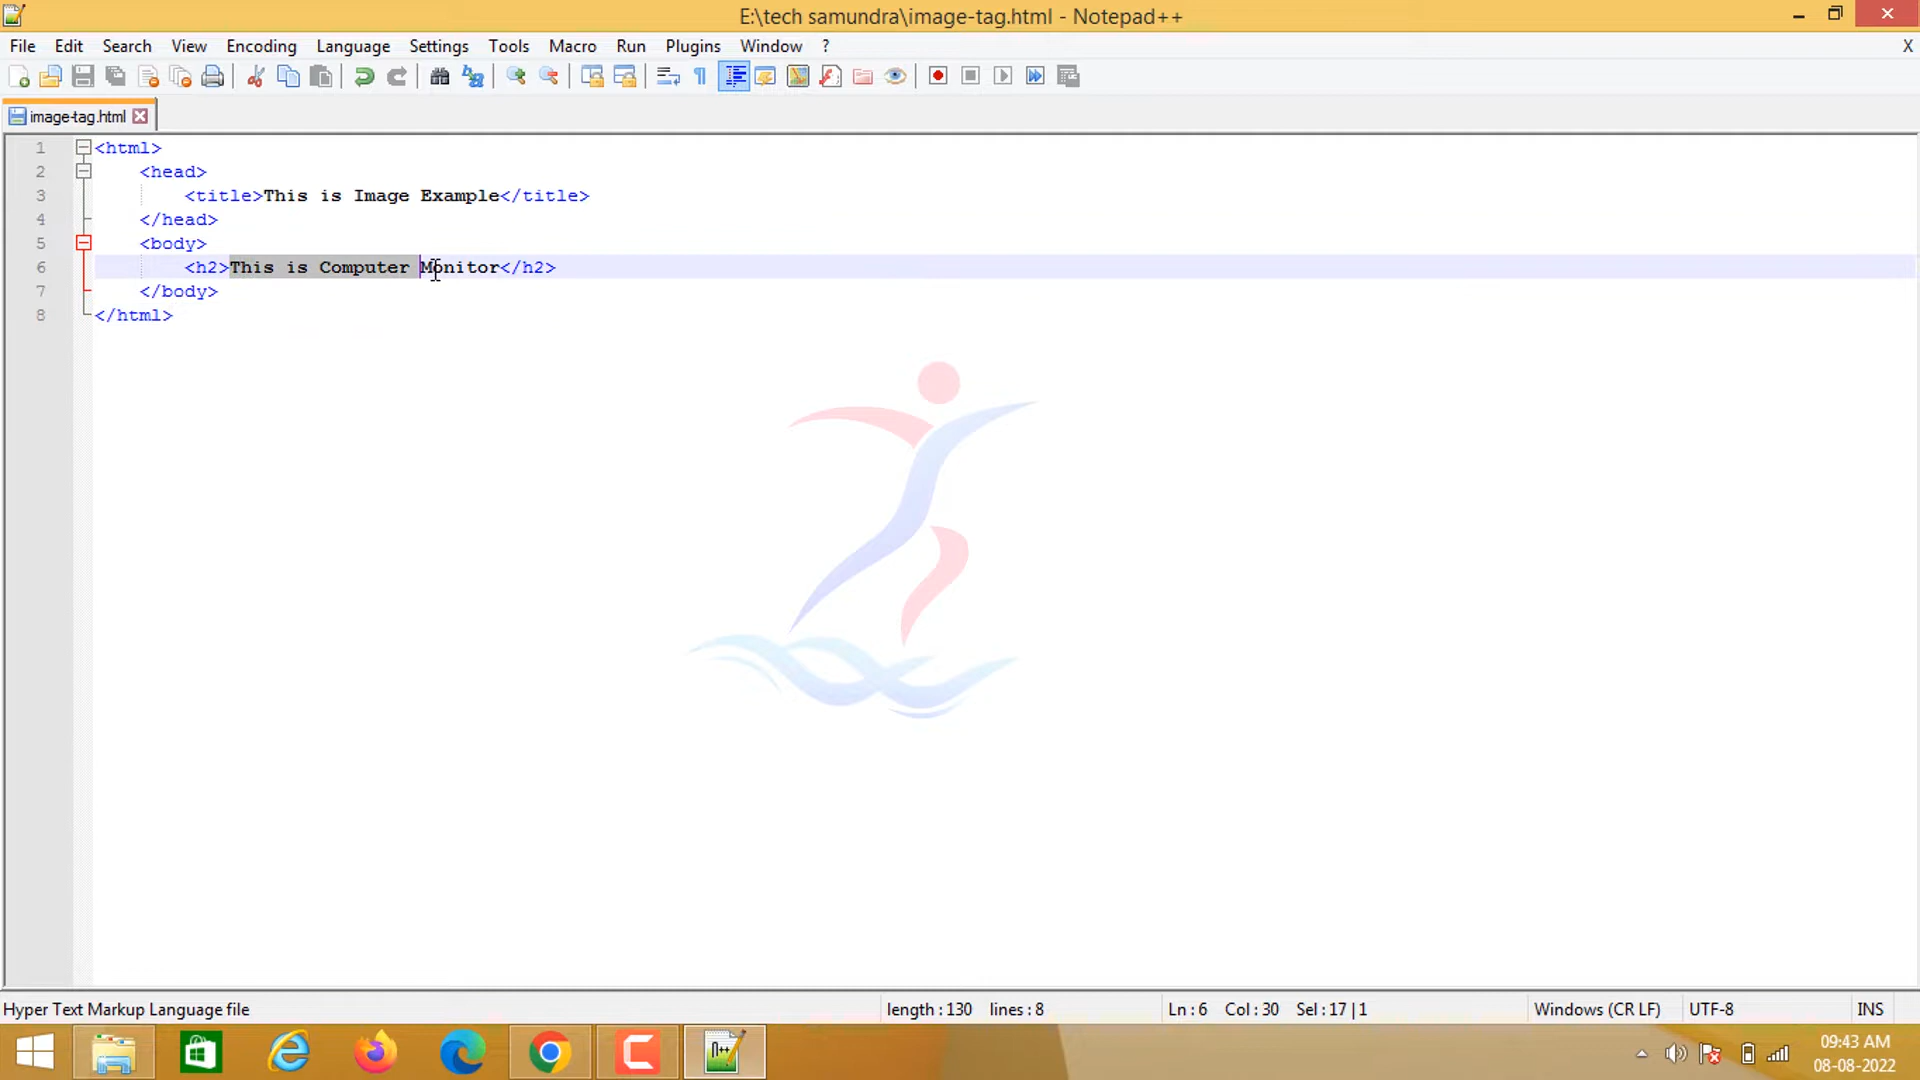 E:\tech samundra\image-tag.html - Notepad++
File Edit Search View Encoding Language Settings Tools Macro Run Plugins Window ? X
image-tag.html
1 <html>
2 <head>
3 <title>This is Image Example</title>
4 </head>
5 <body>
6 <h2>This is Computer Monitor</h2>
7 </body>
8 </html>
Hyper Text Markup Language file length : 130 lines : 8 Ln : 6 Col : 30 Sel : 17 | 1 Windows (CR LF) UTF-8 INS
09:43 AM
08-08-2022